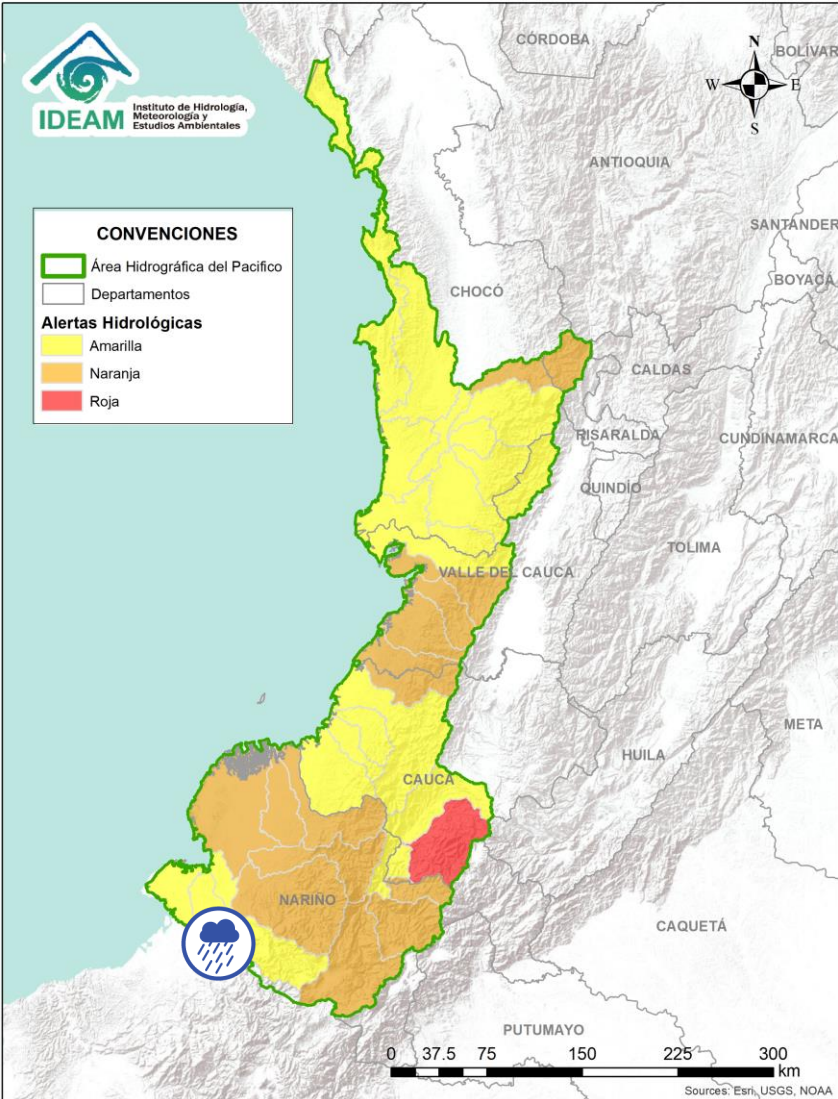 IDEAM
Instituto de Hidrología,
Meteorología y
Estudios Ambientales
N
W
E
S
CONVENCIONES
Área Hidrográfica del Pacifico
Departamentos
Alertas Hidrológicas
Amarilla
Naranja
Roja
CÓRDOBA
BOLÍVAR
ANTIOQUIA
SANTANDER
BOYACÁ
CHOCÓ
CALDAS
RISARALDA
CUNDINAMARCA
QUINDÍO
TOLIMA
VALLE DEL CAUCA
META
HUILA
CAUCA
NARIÑO
CAQUETÁ
PUTUMAYO
0 37.5 75 150 225 300
km
Sources: Esri, USGS, NOAA